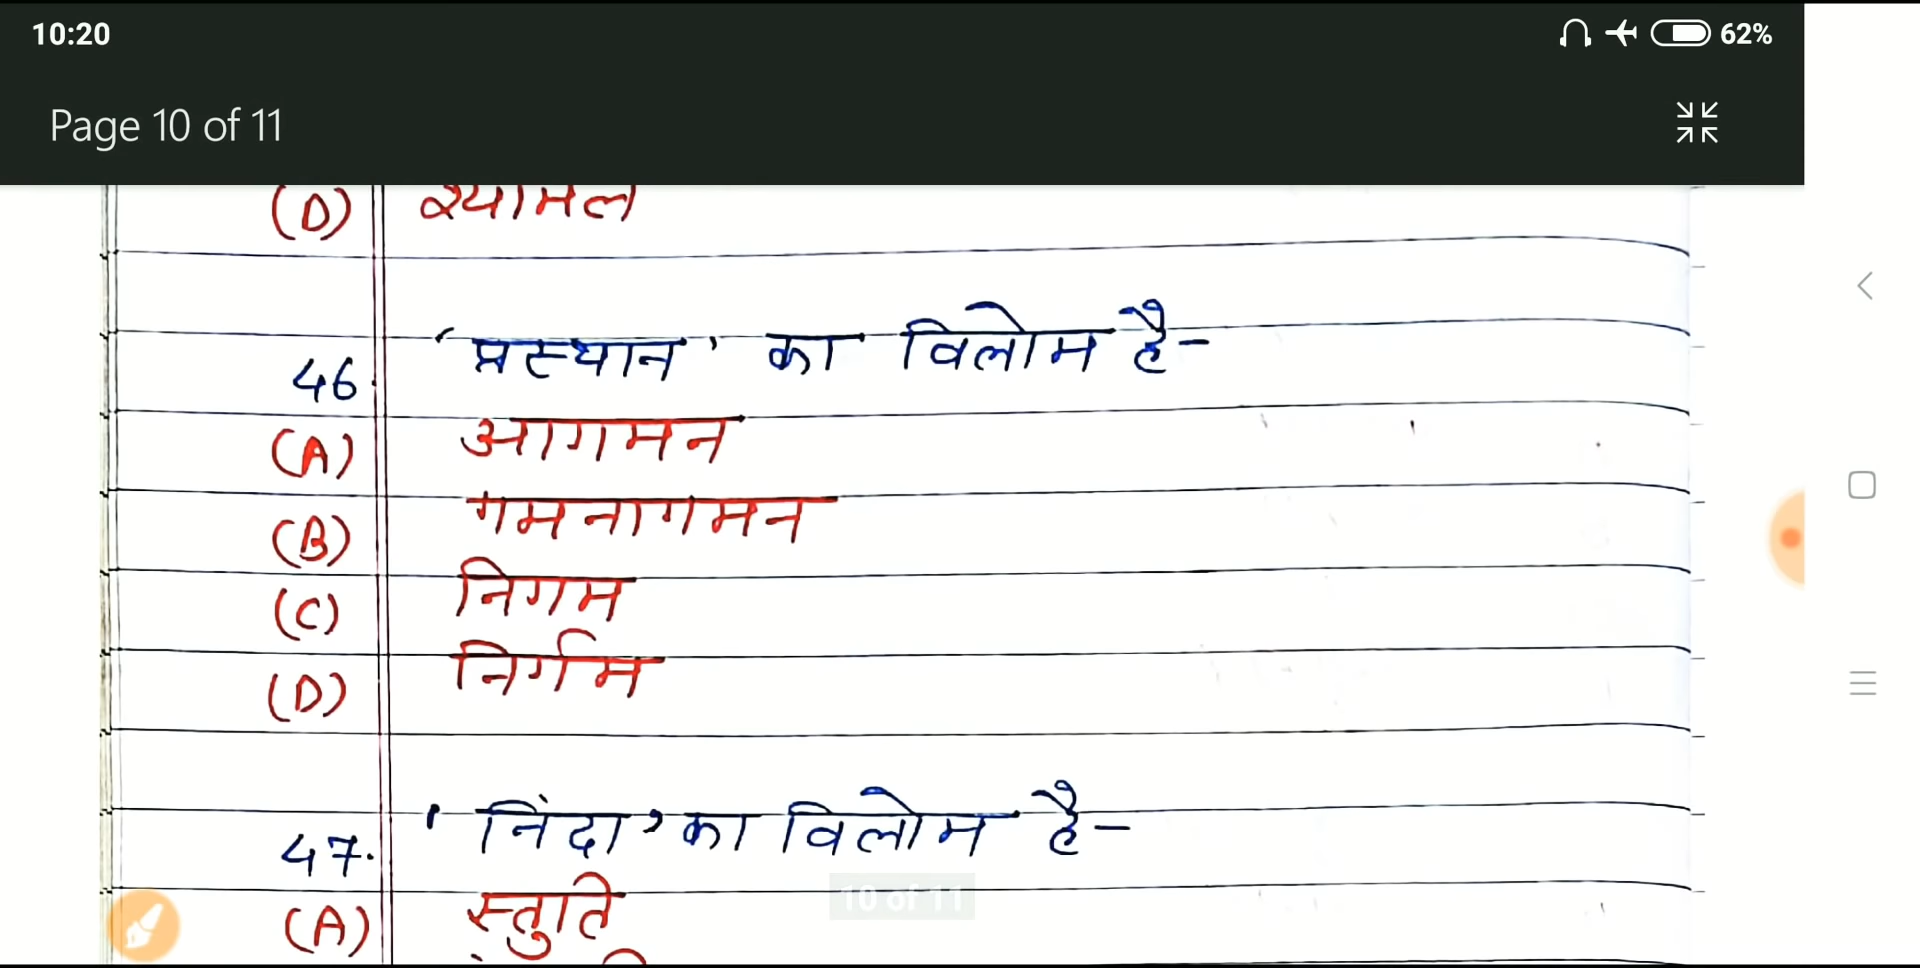 10:20 62%
Page 10 of 11
(D) श्यामल
46. 'प्रस्थान' का विलोम है-
(A) आगमन
(B) गमनागमन
(C) निगम
(D) निर्गम
47. 'निंदा' का विलोम है-
10 of 11
(A) स्तुति